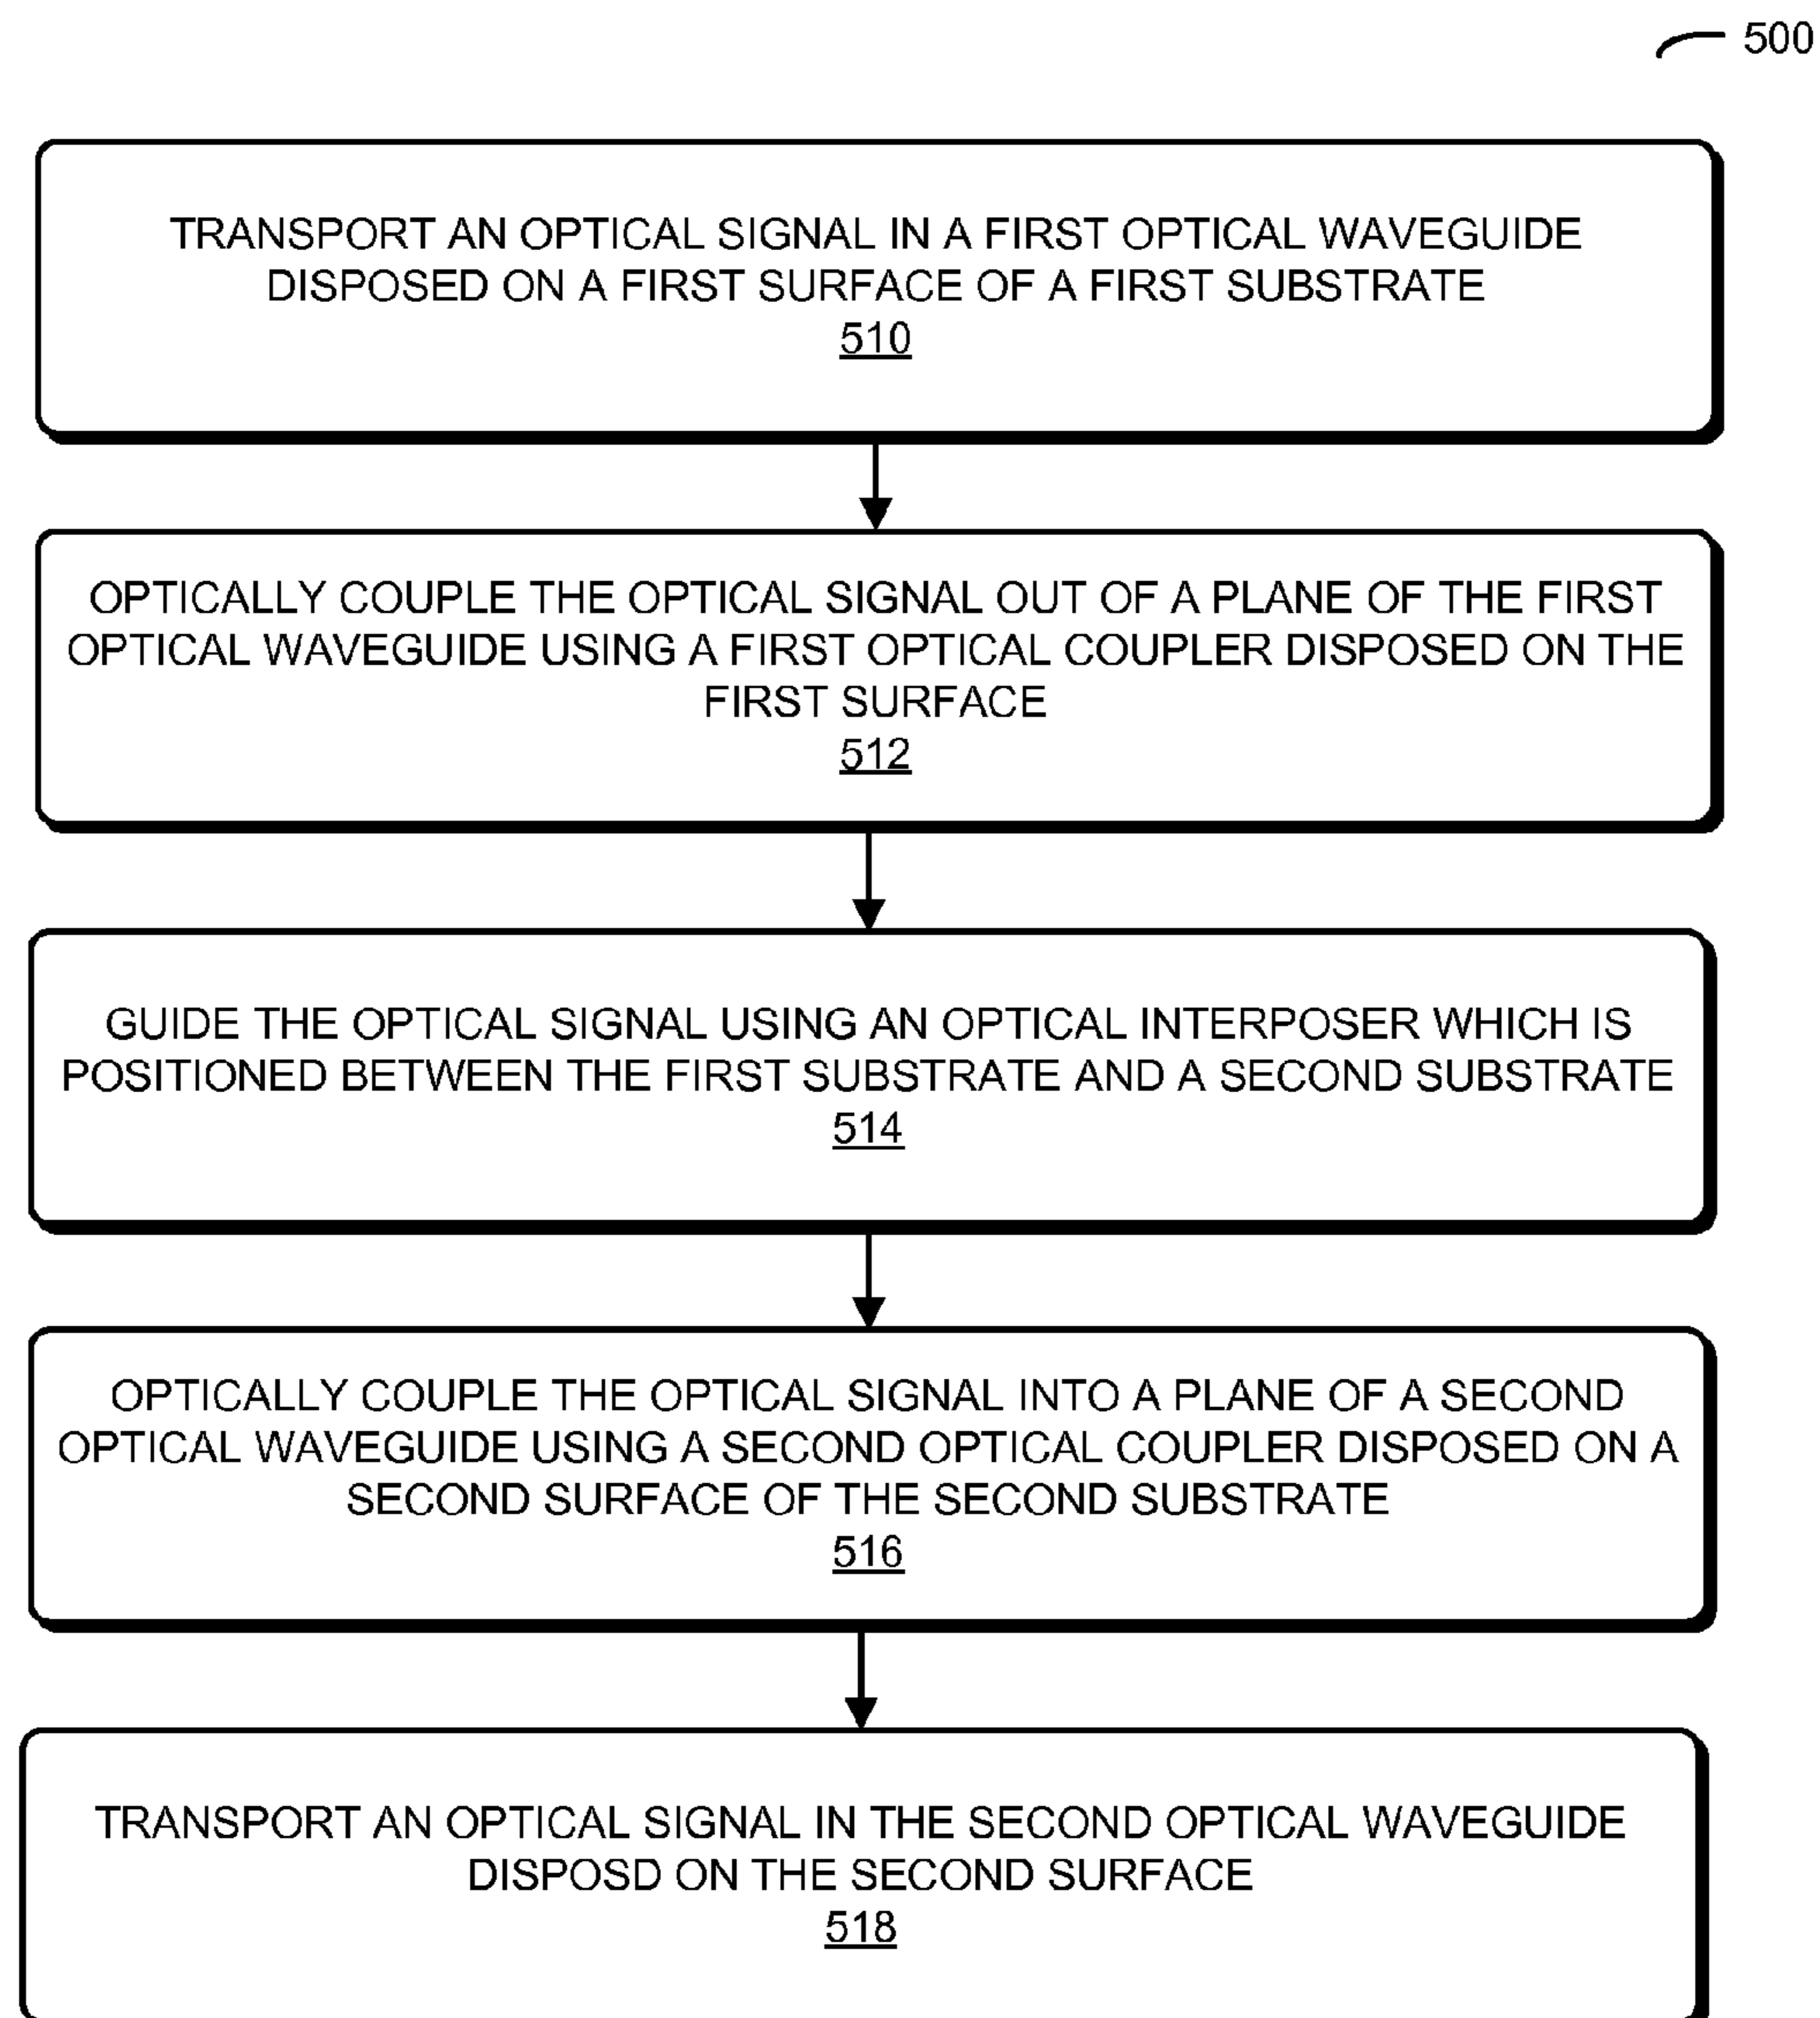 500
TRANSPORT AN OPTICAL SIGNAL IN A FIRST OPTICAL WAVEGUIDE
DISPOSED ON A FIRST SURFACE OF A FIRST SUBSTRATE
510
OPTICALLY COUPLE THE OPTICAL SIGNAL OUT OF A PLANE OF THE FIRST
OPTICAL WAVEGUIDE USING A FIRST OPTICAL COUPLER DISPOSED ON THE
FIRST SURFACE
512
GUIDE THE OPTICAL SIGNAL USING AN OPTICAL INTERPOSER WHICH IS
POSITIONED BETWEEN THE FIRST SUBSTRATE AND A SECOND SUBSTRATE
514
OPTICALLY COUPLE THE OPTICAL SIGNAL INTO A PLANE OF A SECOND
OPTICAL WAVEGUIDE USING A SECOND OPTICAL COUPLER DISPOSED ON A
SECOND SURFACE OF THE SECOND SUBSTRATE
516
TRANSPORT AN OPTICAL SIGNAL IN THE SECOND OPTICAL WAVEGUIDE
DISPOSD ON THE SECOND SURFACE
518